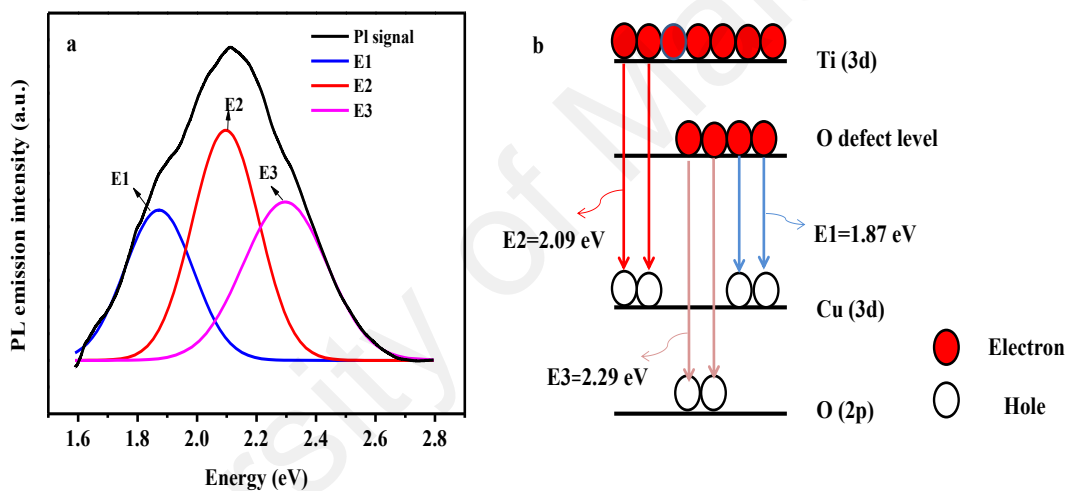 a
Pl signal
E1
E2
E3
E1
E2
E3
PL emission intensity (a.u.)
1.6 1.8 2.0 2.2 2.4 2.6 2.8
Energy (eV)
b
Ti (3d)
O defect level
E2=2.09 eV
E1=1.87 eV
Cu (3d)
E3=2.29 eV
O (2p)
Electron
Hole